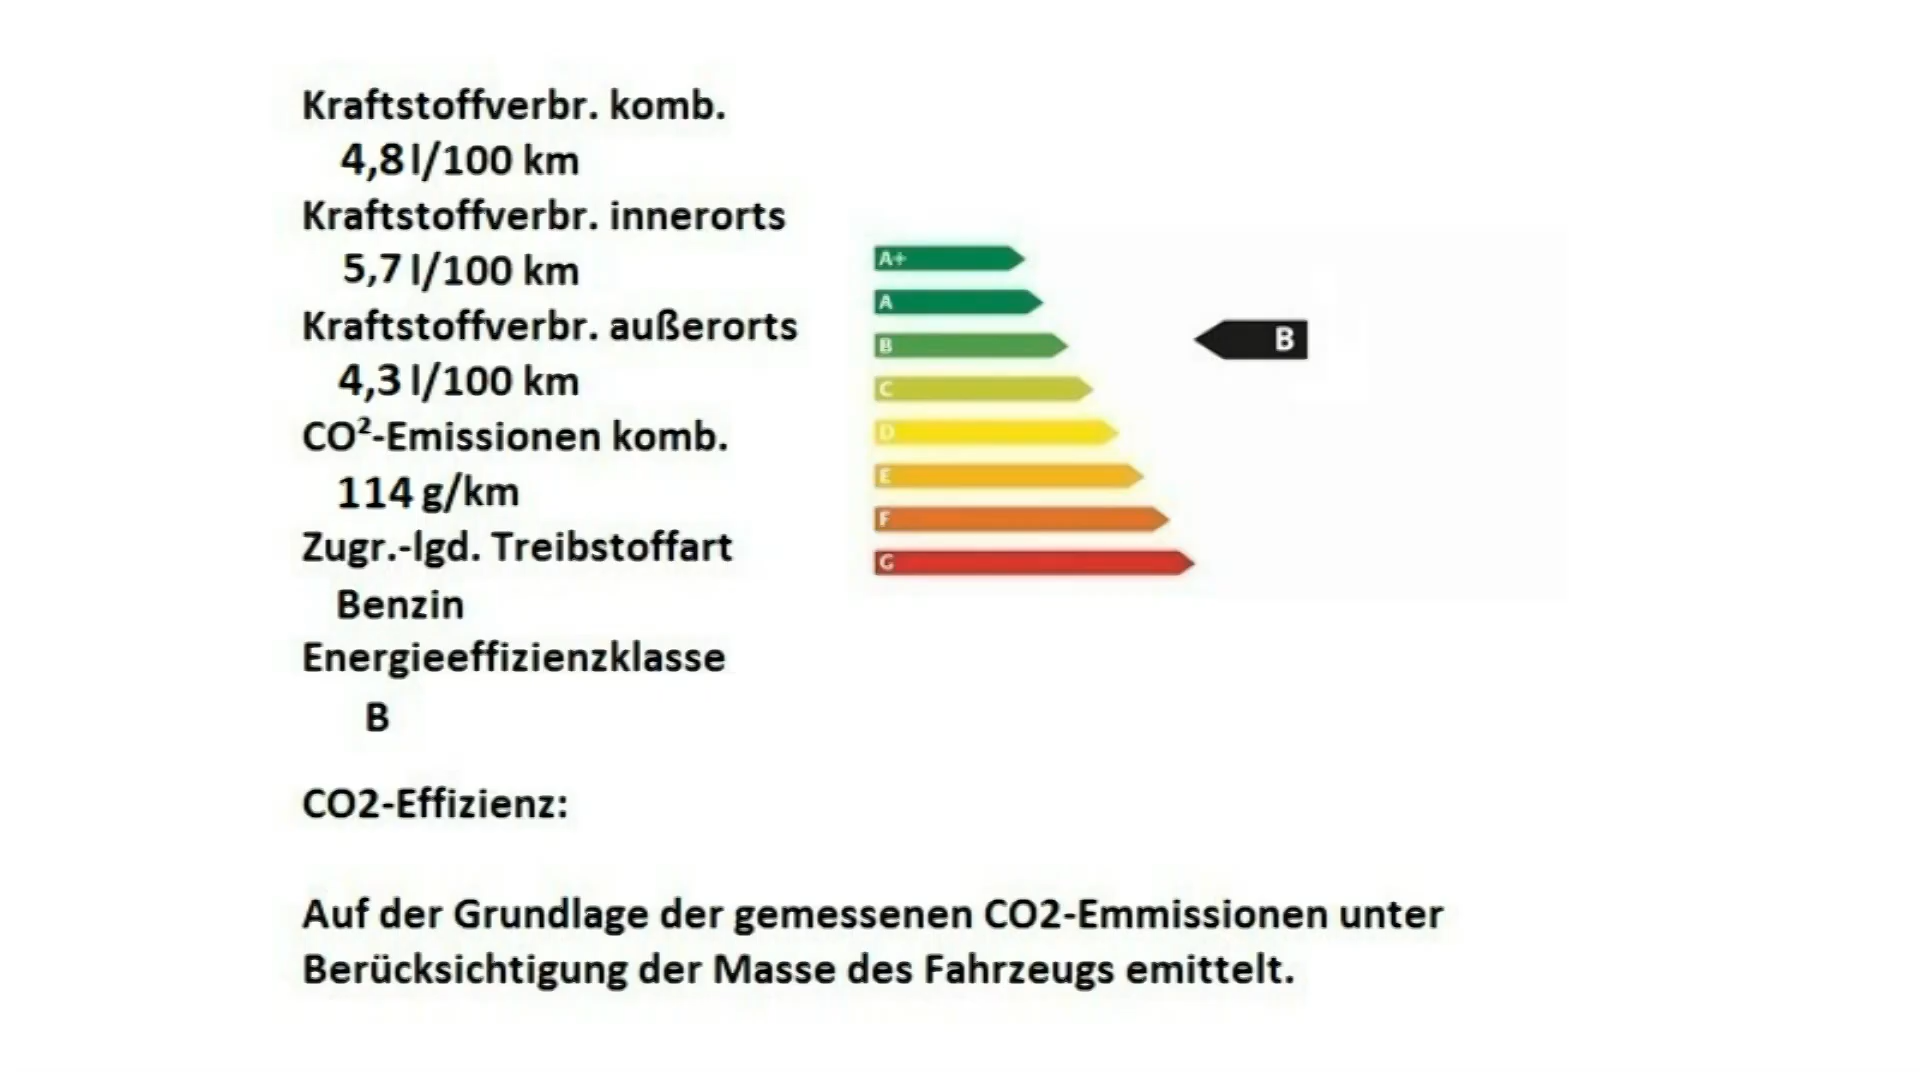 Kraftstoffverbr. komb.
4,8 l/100 km
Kraftstoffverbr. innerorts
5,7 l/100 km
Kraftstoffverbr. außerorts
4,3 l/100 km
CO²-Emissionen komb.
114 g/km
Zugr.-lgd. Treibstoffart
Benzin
Energieeffizienzklasse
B
A+
A
B
B
C
D
E
F
G
CO2-Effizienz:
Auf der Grundlage der gemessenen CO2-Emmissionen unter
Berücksichtigung der Masse des Fahrzeugs emittelt.